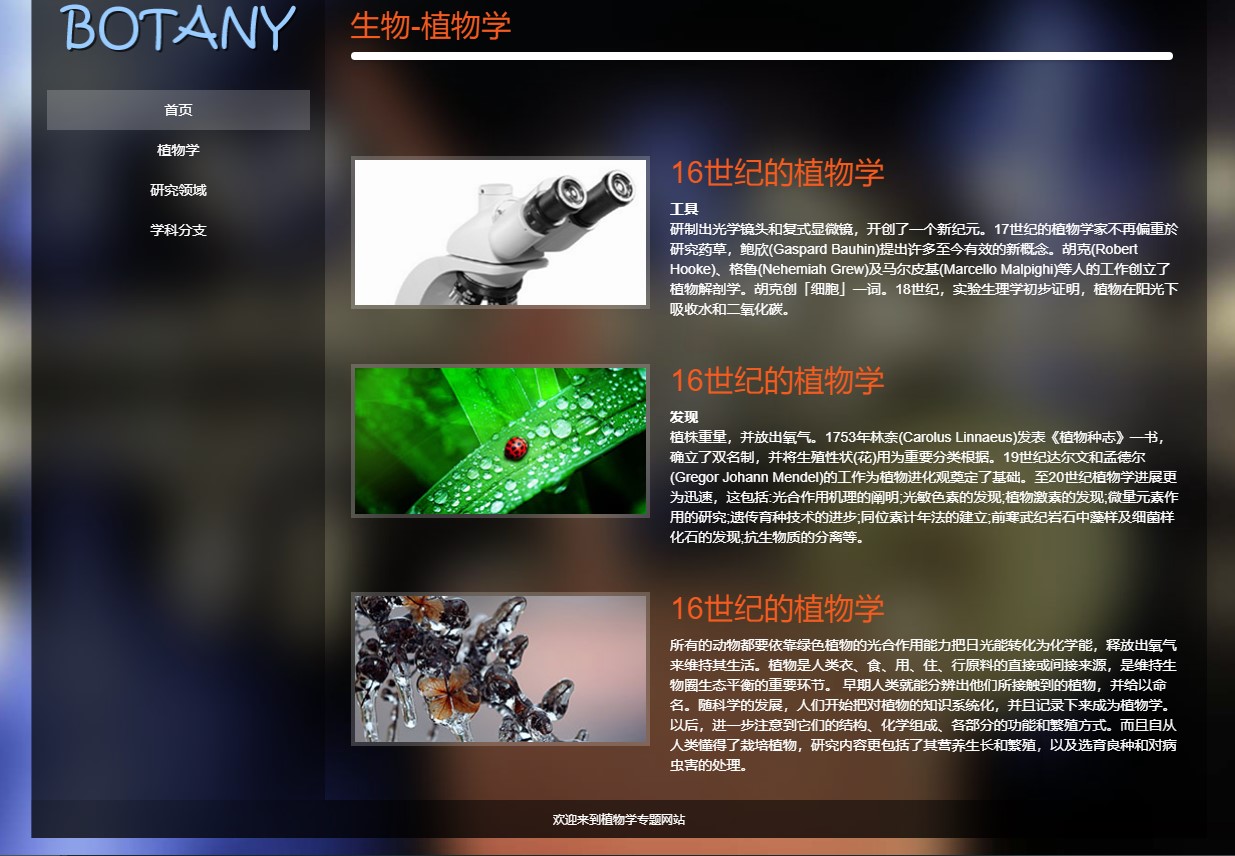 BOTANY
首页
植物学
研究领域
学科分支
生物-植物学
16世纪的植物学
工具
研制出光学镜头和复式显微镜，开创了一个新纪元。17世纪的植物学家不再偏重於
研究药草，鲍欣(Gaspard Bauhin)提出许多至今有效的新概念。胡克(Robert
Hooke)、格鲁(Nehemiah Grew)及马尔皮基(Marcello Malpighi)等人的工作创立了
植物解剖学。胡克创「细胞」一词。18世纪，实验生理学初步证明，植物在阳光下
吸收水和二氧化碳。
16世纪的植物学
发现
植株重量，并放出氧气。1753年林奈(Carolus Linnaeus)发表《植物种志》一书，
确立了双名制，并将生殖性状(花)用为重要分类根据。19世纪达尔文和孟德尔
(Gregor Johann Mendel)的工作为植物进化观奠定了基础。至20世纪植物学进展更
为迅速，这包括:光合作用机理的阐明;光敏色素的发现;植物激素的发现;微量元素作
用的研究;遗传育种技术的进步;同位素计年法的建立;前寒武纪岩石中藻样及细菌样
化石的发现;抗生物质的分离等。
16世纪的植物学
所有的动物都要依靠绿色植物的光合作用能力把日光能转化为化学能，释放出氧气
来维持其生活。植物是人类衣、食、用、住、行原料的直接或间接来源，是维持生
物圈生态平衡的重要环节。 早期人类就能分辨出他们所接触到的植物，并给以命
名。随科学的发展，人们开始把对植物的知识系统化，并且记录下来成为植物学。
以后，进一步注意到它们的结构、化学组成、各部分的功能和繁殖方式。而且自从
人类懂得了栽培植物，研究内容更包括了其营养生长和繁殖，以及选育良种和对病
虫害的处理。
欢迎来到植物学专题网站